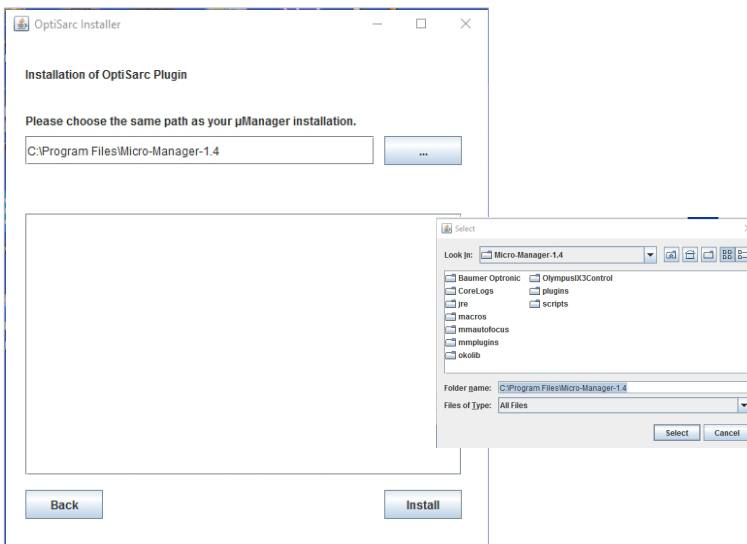 OptiSarc Installer
Installation of OptiSarc Plugin
Please choose the same path as your µManager installation.
C:\Program Files\Micro-Manager-1.4
...
Back
Install
Select
Look In: Micro-Manager-1.4
Baumer Optronic OlympusIX3Control
CoreLogs plugins
jre scripts
macros
mmautofocus
mmplugins
okolib
Folder name: C:\Program Files\Micro-Manager-1.4
Files of Type: All Files
Select Cancel